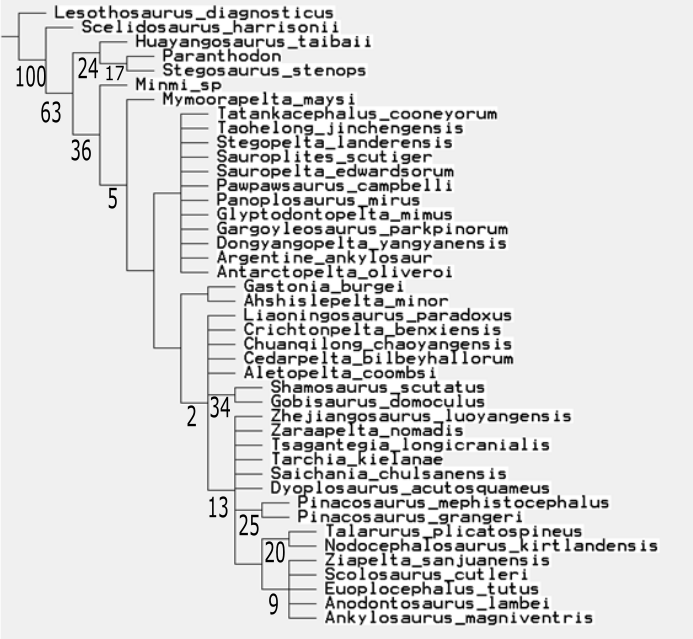 Lesothosaurus_diagnosticus
Scelidosaurus_harrisonii
Huayangosaurus_taibaii
Paranthodon
Stegosaurus_stenops
Minmi_sp
Mymoorapelta_maysi
Tatankacephalus_cooneyorum
Taohelong_jinchengensis
Stegopelta_landerensis
Sauroplites_scutiger
Sauropelta_edwardsorum
Pawpawsaurus_campbelli
Panoplosaurus_mirus
Glyptodontopelta_mimus
Gargoyleosaurus_parkpinorum
Dongyangopelta_yangyanensis
Argentine_ankylosaur
Antarctopelta_oliveroi
Gastonia_burgei
Ahshislepelta_minor
Liaoningosaurus_paradoxus
Crichtonpelta_benxiensis
Chuanqilong_chaoyangensis
Cedarpelta_bilbeyhallorum
Aletopelta_coombsi
Shamosaurus_scutatus
Gobisaurus_domoculus
Zhejiangosaurus_luoyangensis
Zaraapelta_nomadis
Tsagantegia_longicranialis
Tarchia_kielanae
Saichania_chulsanensis
Dyoplosaurus_acutosquameus
Pinacosaurus_mephistocephalus
Pinacosaurus_grangeri
Talarurus_plicatospineus
Nodocephalosaurus_kirtlandensis
Ziapelta_sanjuanensis
Scolosaurus_cutleri
Euoplocephalus_tutus
Anodontosaurus_lambei
Ankylosaurus_magniventris
100
24
17
63
36
5
2
34
13
25
20
9